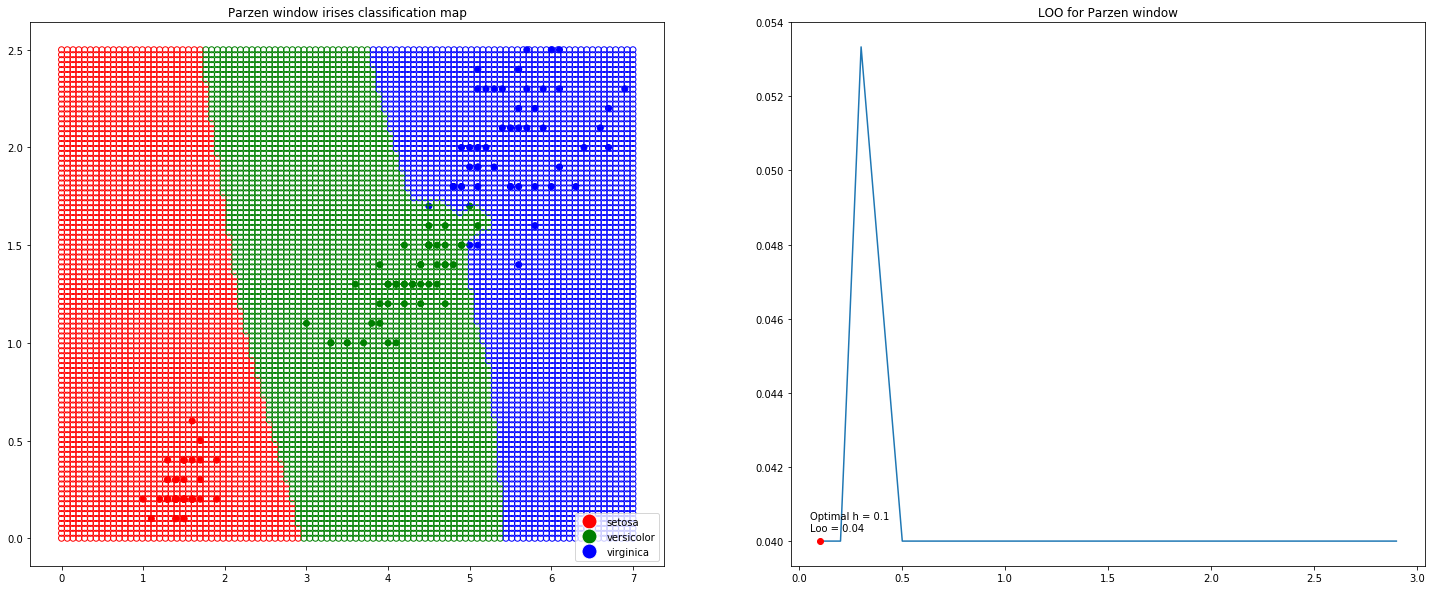 Parzen window irises classification map
2.5
2.0
1.5
1.0
0.5
0.0
0 1 2 3 4 5 6 7
setosa
versicolor
virginica
LOO for Parzen window
0.054
0.052
0.050
0.048
0.046
0.044
0.042
0.040
Optimal h = 0.1
Loo = 0.04
0.0 0.5 1.0 1.5 2.0 2.5 3.0